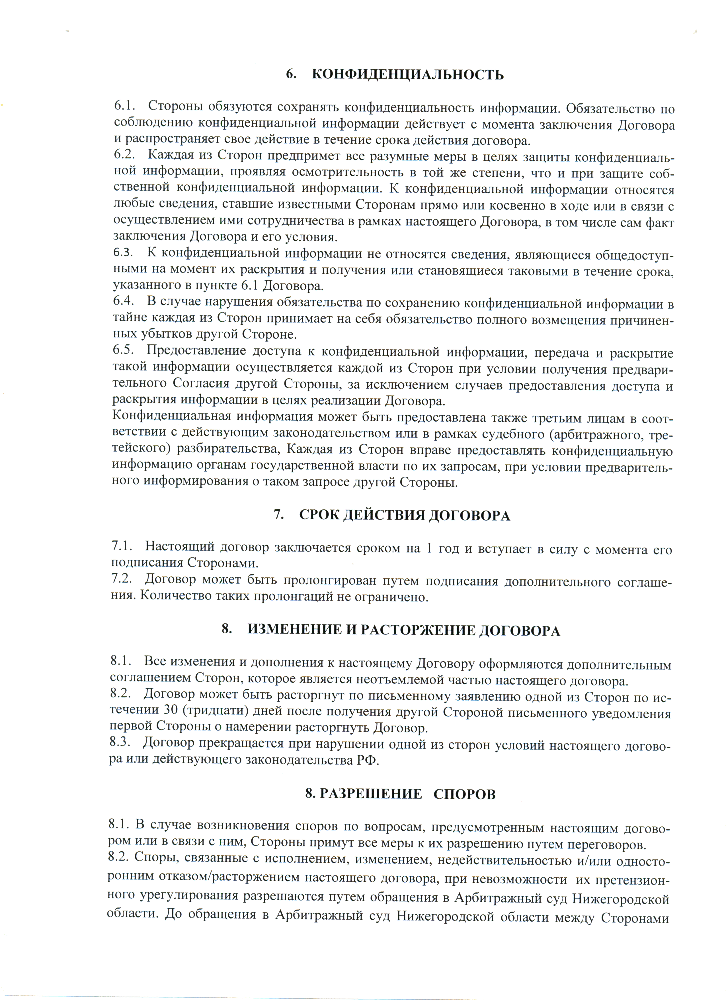 6. КОНФИДЕНЦИАЛЬНОСТЬ
6.1. Стороны обязуются сохранять конфиденциальность информации. Обязательство по
соблюдению конфиденциальной информации действует с момента заключения Договора
и распространяет свое действие в течение срока действия договора.
6.2. Каждая из Сторон предпримет все разумные меры в целях защиты конфиденциаль-
ной информации, проявляя осмотрительность в той же степени, что и при защите соб-
ственной конфиденциальной информации. К конфиденциальной информации относятся
любые сведения, ставшие известными Сторонам прямо или косвенно в ходе или в связи с
осуществлением ими сотрудничества в рамках настоящего Договора, в том числе сам факт
заключения Договора и его условия.
6.3. К конфиденциальной информации не относятся сведения, являющиеся общедоступ-
ными на момент их раскрытия и получения или становящиеся таковыми в течение срока,
указанного в пункте 6.1 Договора.
6.4. В случае нарушения обязательства по сохранению конфиденциальной информации в
тайне каждая из Сторон принимает на себя обязательство полного возмещения причинен-
ных убытков другой Стороне.
6.5. Предоставление доступа к конфиденциальной информации, передача и раскрытие
такой информации осуществляется каждой из Сторон при условии получения предвари-
тельного Согласия другой Стороны, за исключением случаев предоставления доступа и
раскрытия информации в целях реализации Договора.
Конфиденциальная информация может быть предоставлена также третьим лицам в соот-
ветствии с действующим законодательством или в рамках судебного (арбитражного, тре-
тейского) разбирательства, Каждая из Сторон вправе предоставлять конфиденциальную
информацию органам государственной власти по их запросам, при условии предваритель-
ного информирования о таком запросе другой Стороны.
7. СРОК ДЕЙСТВИЯ ДОГОВОРА
7.1. Настоящий договор заключается сроком на 1 год и вступает в силу с момента его
подписания Сторонами.
7.2. Договор может быть пролонгирован путем подписания дополнительного соглаше-
ния. Количество таких пролонгаций не ограничено.
8. ИЗМЕНЕНИЕ И РАСТОРЖЕНИЕ ДОГОВОРА
8.1. Все изменения и дополнения к настоящему Договору оформляются дополнительным
соглашением Сторон, которое является неотъемлемой частью настоящего договора.
8.2. Договор может быть расторгнут по письменному заявлению одной из Сторон по ис-
течении 30 (тридцати) дней после получения другой Стороной письменного уведомления
первой Стороны о намерении расторгнуть Договор.
8.3. Договор прекращается при нарушении одной из сторон условий настоящего догово-
ра или действующего законодательства РФ.
8. РАЗРЕШЕНИЕ СПОРОВ
8.1. В случае возникновения споров по вопросам, предусмотренным настоящим догово-
ром или в связи с ним, Стороны примут все меры к их разрешению путем переговоров.
8.2. Споры, связанные с исполнением, изменением, недействительностью и/или односто-
ронним отказом/расторжением настоящего договора, при невозможности их претензион-
ного урегулирования разрешаются путем обращения в Арбитражный суд Нижегородской
области. До обращения в Арбитражный суд Нижегородской области между Сторонами